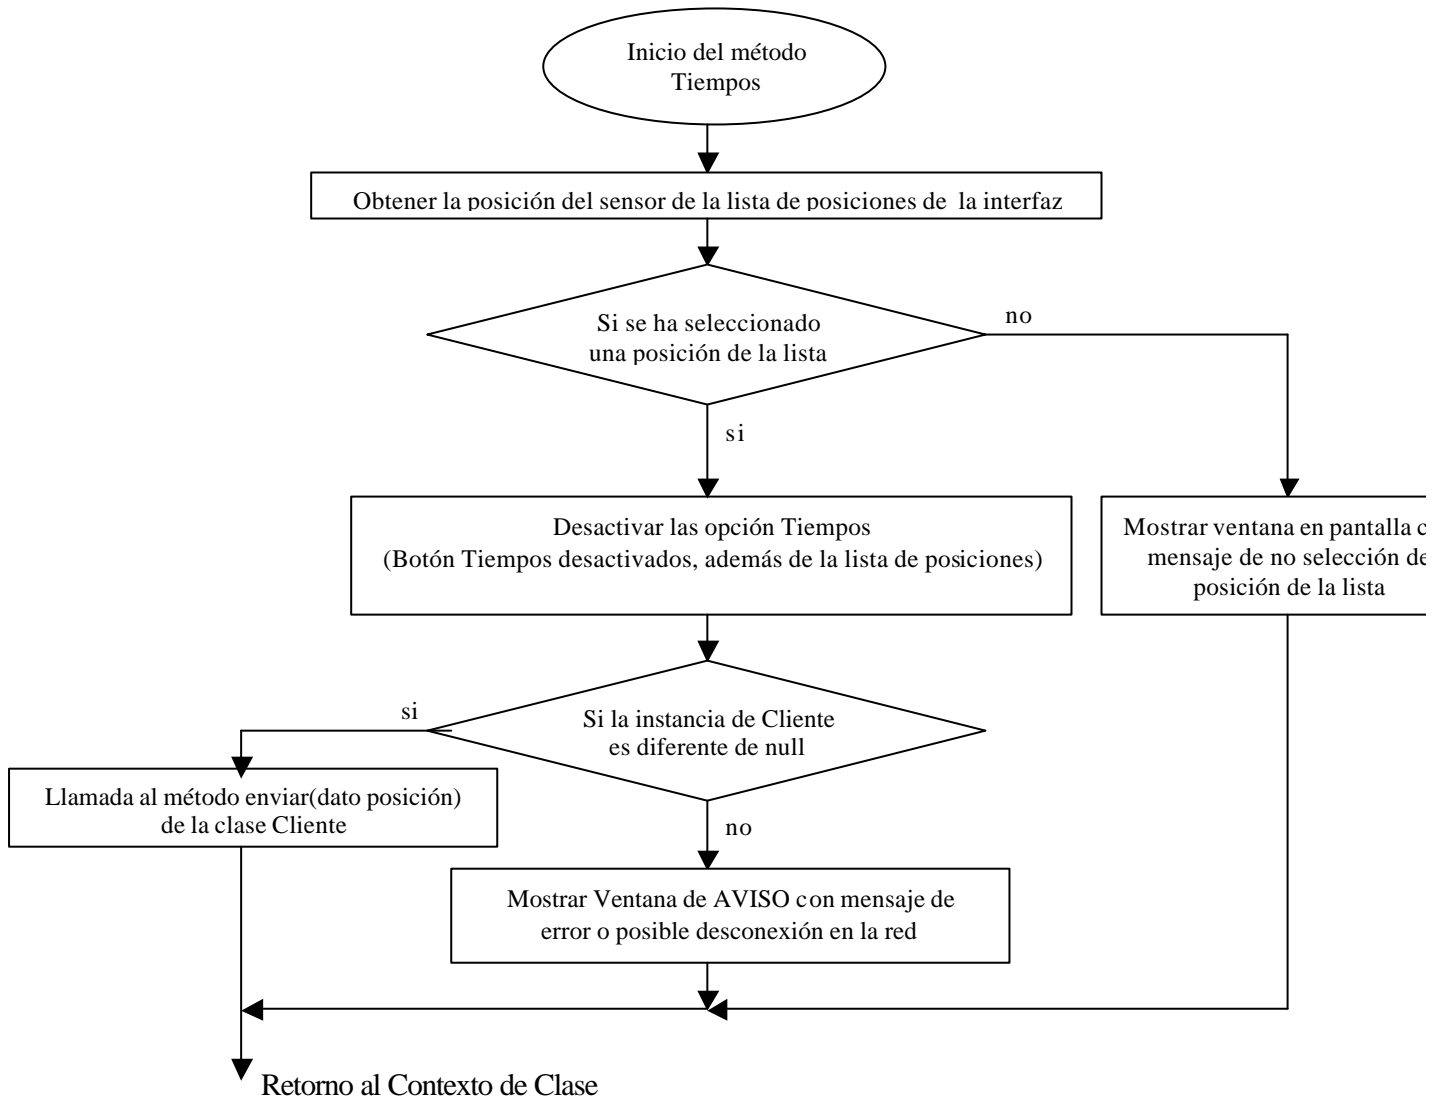 Inicio del método
Tiempos
Obtener la posición del sensor de la lista de posiciones de la interfaz
Si se ha seleccionado
una posición de la lista
no
si
Desactivar las opción Tiempos
(Botón Tiempos desactivados, además de la lista de posiciones)
Mostrar ventana en pantalla
mensaje de no selección de
posición de la lista
si
Si la instancia de Cliente
es diferente de null
Llamada al método enviar(dato posición)
de la clase Cliente
no
Mostrar Ventana de AVISO con mensaje de
error o posible desconexión en la red
Retorno al Contexto de Clase